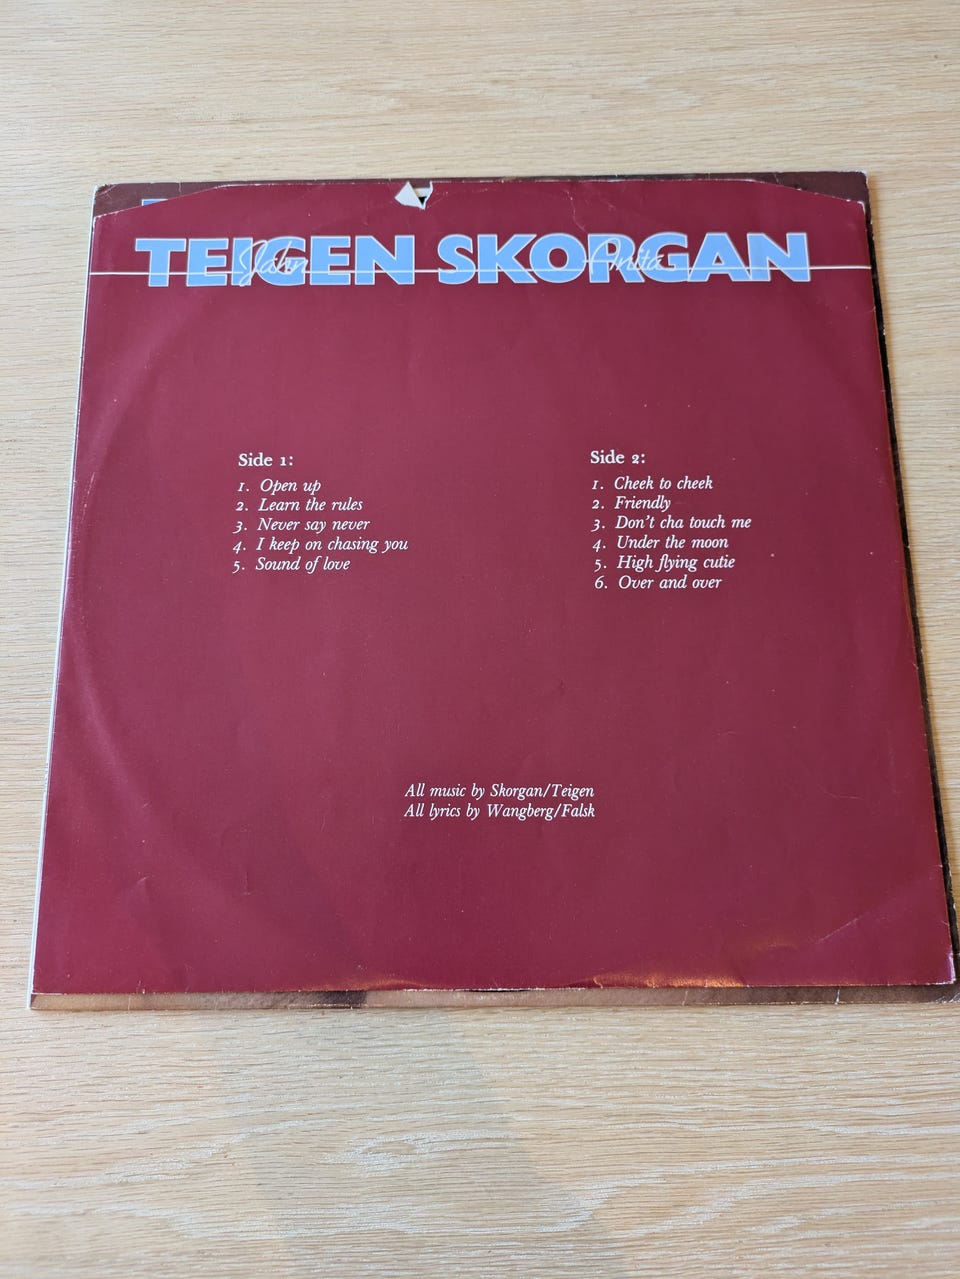 TEIGEN SKORGAN
Jahn Anita
Side 1:
1. Open up
2. Learn the rules
3. Never say never
4. I keep on chasing you
5. Sound of love
Side 2:
1. Cheek to cheek
2. Friendly
3. Don't cha touch me
4. Under the moon
5. High flying cutie
6. Over and over
All music by Skorgan/Teigen
All lyrics by Wangberg/Falsk